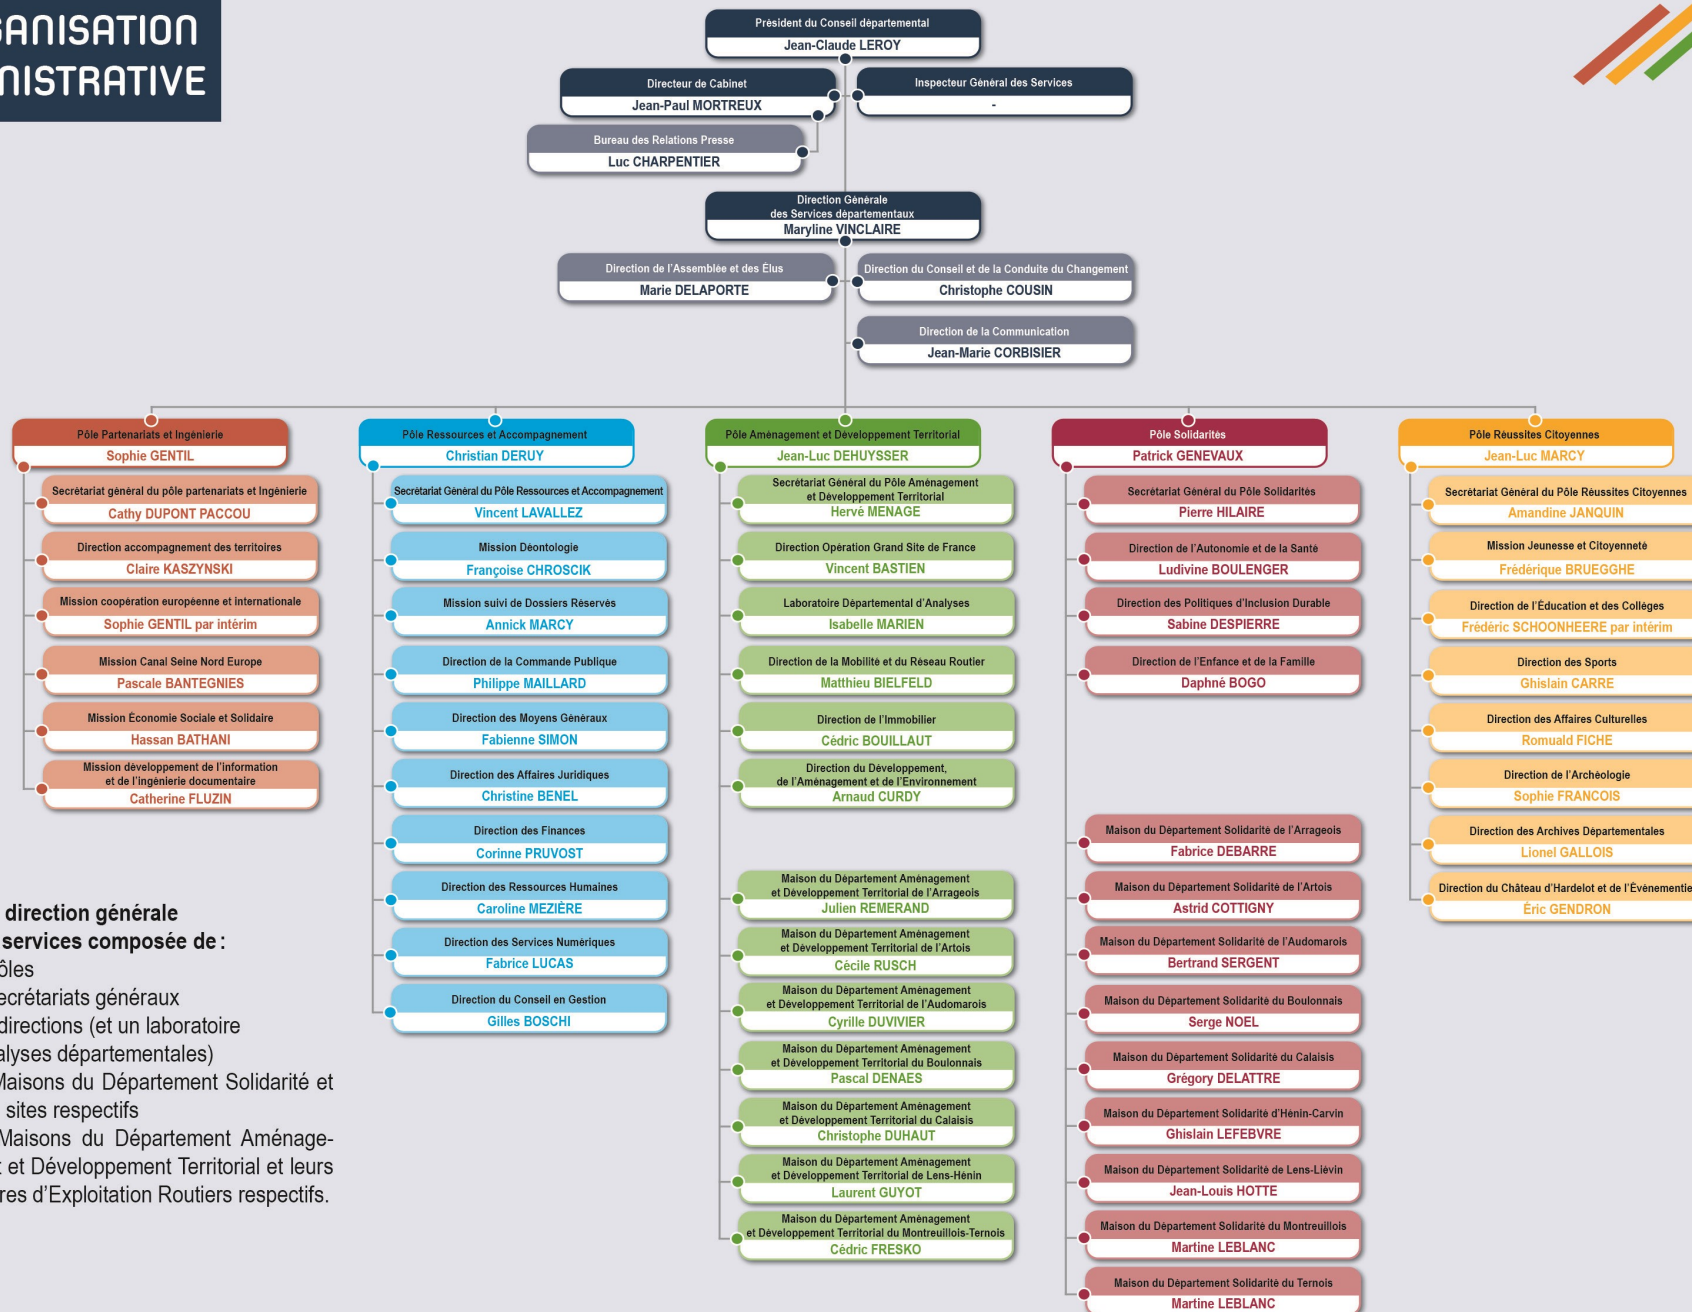 GANISATION
NISTRATIVE
Président du Conseil départemental
Jean-Claude LEROY
Directeur de Cabinet
Jean-Paul MORTREUX
Inspecteur Général des Services
-
Bureau des Relations Presse
Luc CHARPENTIER
Direction Générale
des Services départementaux
Maryline VINCLAIRE
Direction de l'Assemblée et des Élus
Marie DELAPORTE
Direction du Conseil et de la Conduite du Changement
Christophe COUSIN
Direction de la Communication
Jean-Marie CORBISIER
Pôle Partenariats et Ingénierie
Sophie GENTIL
Secrétariat général du pôle partenariats et Ingénierie
Cathy DUPONT PACCOU
Direction accompagnement des territoires
Claire KASZYNSKI
Mission coopération européenne et internationale
Sophie GENTIL par intérim
Mission Canal Seine Nord Europe
Pascale BANTEGNIES
Mission Économie Sociale et Solidaire
Hassan BATHANI
Mission développement de l'information
et de l'ingénierie documentaire
Catherine FLUZIN
Pôle Ressources et Accompagnement
Christian DERUY
Secrétariat Général du Pôle Ressources et Accompagnement
Vincent LAVALLEZ
Mission Déontologie
Françoise CHROSCIK
Mission suivi de Dossiers Réservés
Annick MARCY
Direction de la Commande Publique
Philippe MAILLARD
Direction des Moyens Généraux
Fabienne SIMON
Direction des Affaires Juridiques
Christine BENEL
Direction des Finances
Corinne PRUVOST
Direction des Ressources Humaines
Caroline MEZIÈRE
Direction des Services Numériques
Fabrice LUCAS
Direction du Conseil en Gestion
Gilles BOSCHI
Pôle Aménagement et Développement Territorial
Jean-Luc DEHUYSSER
Secrétariat Général du Pôle Aménagement
et Développement Territorial
Hervé MENAGE
Direction Opération Grand Site de France
Vincent BASTIEN
Laboratoire Départemental d'Analyses
Isabelle MARIEN
Direction de la Mobilité et du Réseau Routier
Matthieu BIELFELD
Direction de l'Immobilier
Cédric BOUILLAUT
Direction du Développement,
de l'Aménagement et de l'Environnement
Arnaud CURDY
Maison du Département Aménagement
et Développement Territorial de l'Arrageois
Julien REMERAND
Maison du Département Aménagement
et Développement Territorial de l'Artois
Cécile RUSCH
Maison du Département Aménagement
et Développement Territorial de l'Audomarois
Cyrille DUVIVIER
Maison du Département Aménagement
et Développement Territorial du Boulonnais
Pascal DENAES
Maison du Département Aménagement
et Développement Territorial du Calaisis
Christophe DUHAUT
Maison du Département Aménagement
et Développement Territorial de Lens-Hénin
Laurent GUYOT
Maison du Département Aménagement
et Développement Territorial du Montreuillois-Ternois
Cédric FRESKO
Pôle Solidarités
Patrick GENEVAUX
Secrétariat Général du Pôle Solidarités
Pierre HILAIRE
Direction de l'Autonomie et de la Santé
Ludivine BOULENGER
Direction des Politiques d'Inclusion Durable
Sabine DESPIERRE
Direction de l'Enfance et de la Famille
Daphné BOGO
Maison du Département Solidarité de l'Arrageois
Fabrice DEBARRE
Maison du Département Solidarité de l'Artois
Astrid COTTIGNY
Maison du Département Solidarité de l'Audomarois
Bertrand SERGENT
Maison du Département Solidarité du Boulonnais
Serge NOEL
Maison du Département Solidarité du Calaisis
Grégory DELATTRE
Maison du Département Solidarité d'Hénin-Carvin
Ghislain LEFEBVRE
Maison du Département Solidarité de Lens-Liévin
Jean-Louis HOTTE
Maison du Département Solidarité du Montreuillois
Martine LEBLANC
Maison du Département Solidarité du Ternois
Martine LEBLANC
Pôle Réussites Citoyennes
Jean-Luc MARCY
Secrétariat Général du Pôle Réussites Citoyennes
Amandine JANQUIN
Mission Jeunesse et Citoyenneté
Frédérique BRUEGGHE
Direction de l'Éducation et des Collèges
Frédéric SCHOONHEERE par intérim
Direction des Sports
Ghislain CARRE
Direction des Affaires Culturelles
Romuald FICHE
Direction de l'Archéologie
Sophie FRANCOIS
Direction des Archives Départementales
Lionel GALLOIS
Direction du Château d'Hardelot et de l'Événementie
Éric GENDRON
direction générale
services composée de :
ôles
ecrétariats généraux
directions (et un laboratoire
alyses départementales)
Maisons du Département Solidarité et
sites respectifs
Maisons du Département Aménage-
t et Développement Territorial et leurs
res d'Exploitation Routiers respectifs.